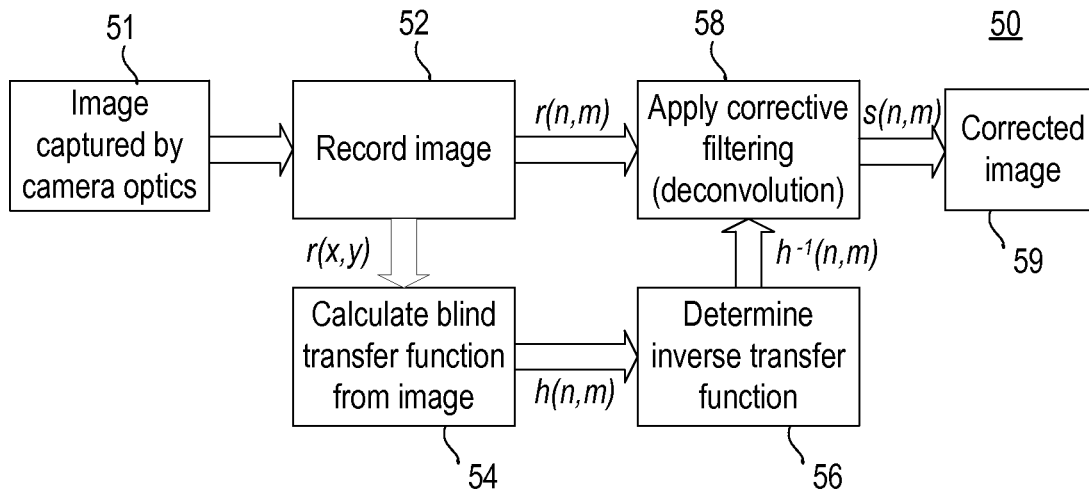 51
52
58
50
Image
captured by
camera optics
Record image
r(n,m)
Apply corrective
filtering
(deconvolution)
s(n,m)
Corrected
image
59
r(x,y)
h⁻¹(n,m)
Calculate blind
transfer function
from image
h(n,m)
Determine
inverse transfer
function
54
56